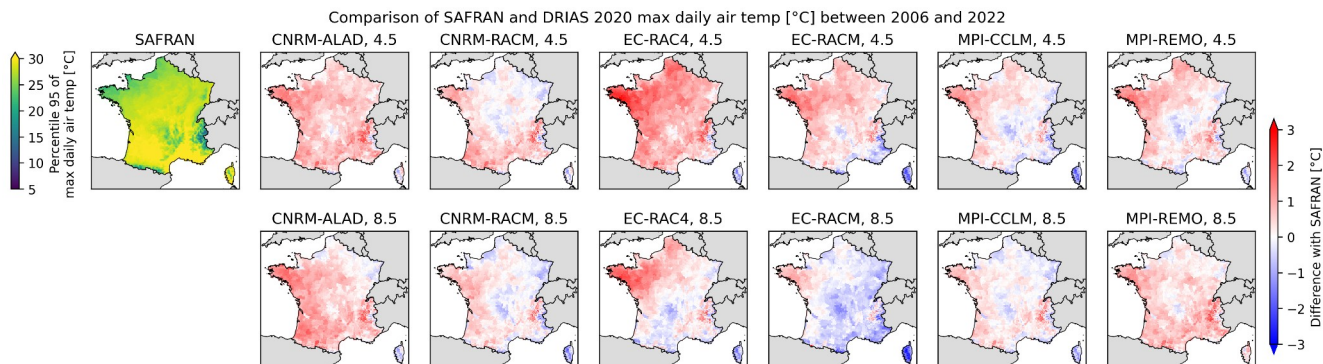 Comparison of SAFRAN and DRIAS 2020 max daily air temp [°C] between 2006 and 2022
SAFRAN
CNRM-ALAD, 4.5
CNRM-RACM, 4.5
EC-RAC4, 4.5
EC-RACM, 4.5
MPI-CCLM, 4.5
MPI-REMO, 4.5
30
25
20
15
10
5
Percentile 95 of
max daily air temp [°C]
CNRM-ALAD, 8.5
CNRM-RACM, 8.5
EC-RAC4, 8.5
EC-RACM, 8.5
MPI-CCLM, 8.5
MPI-REMO, 8.5
3
2
1
0
−1
−2
−3
Difference with SAFRAN [°C]